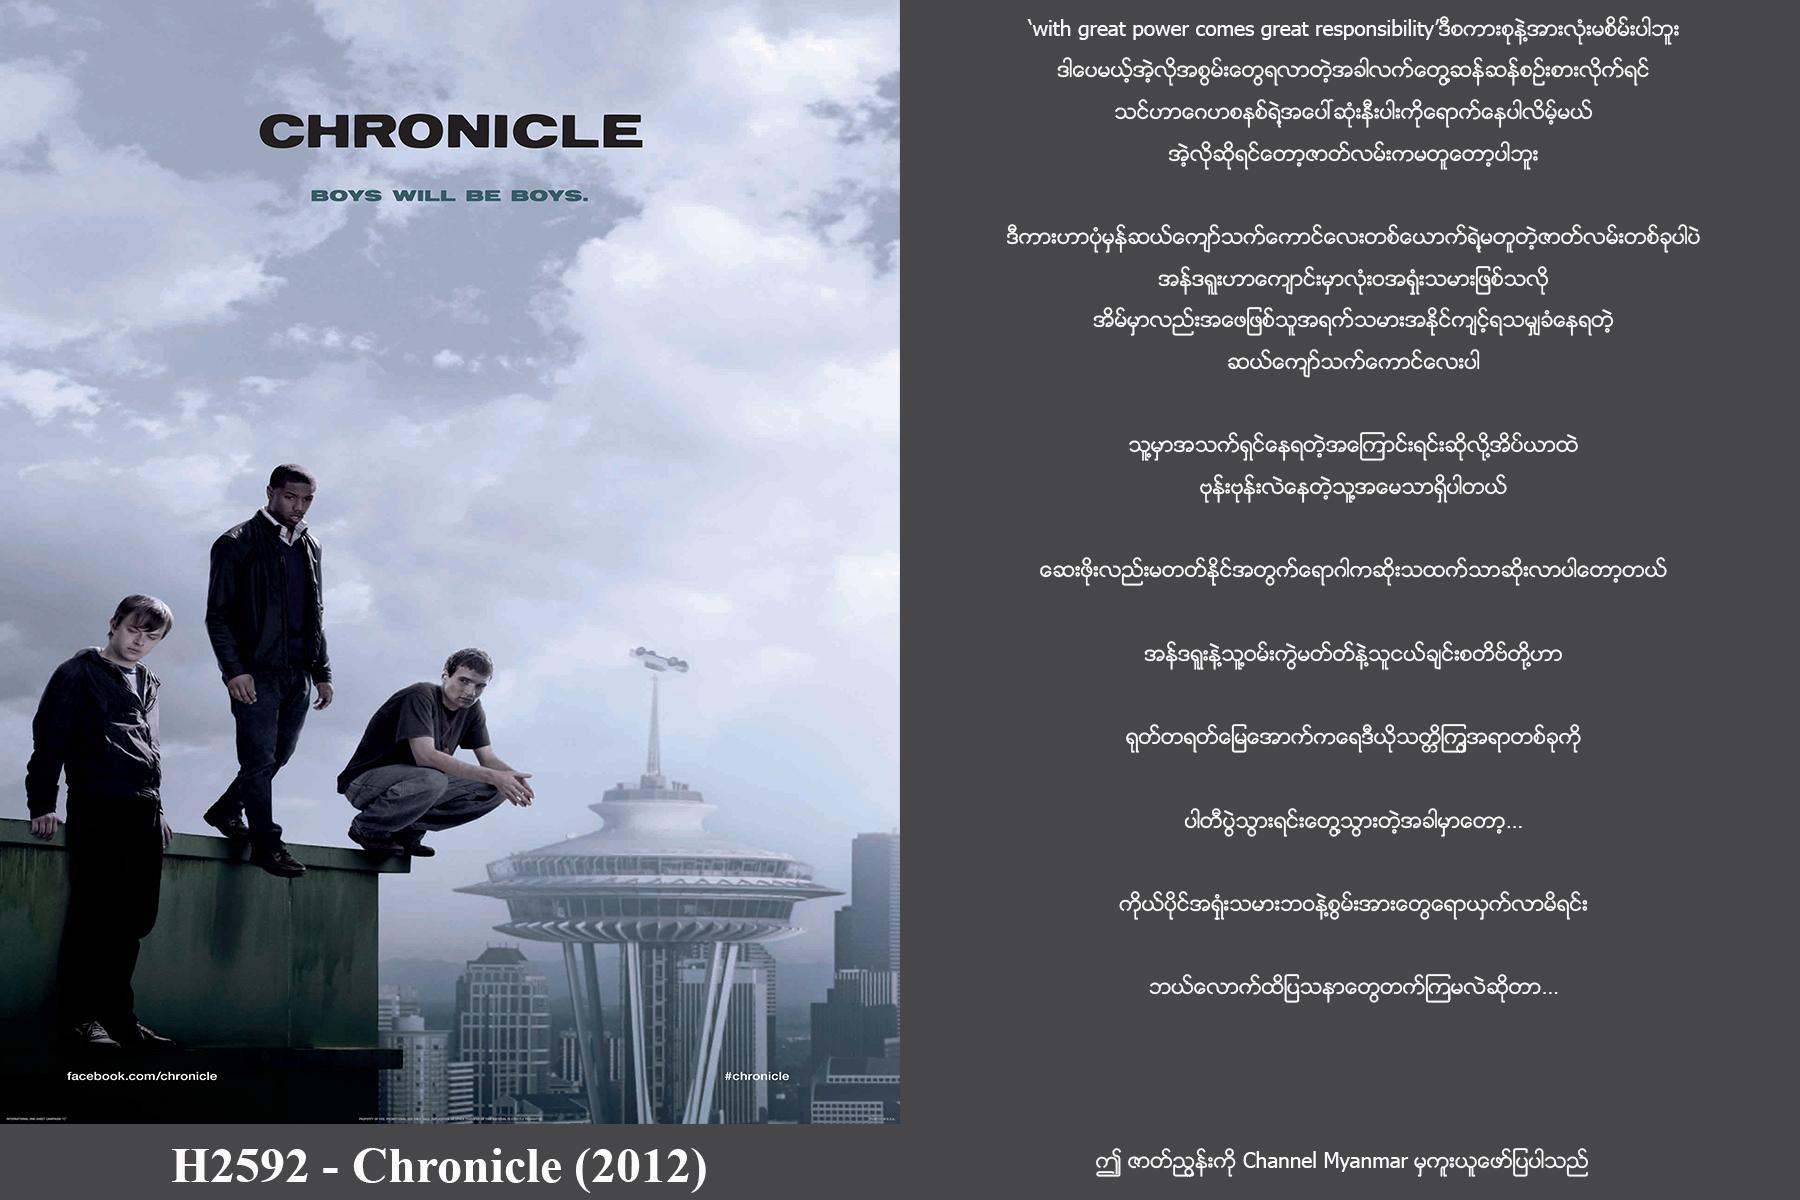 CHRONICLE
BOYS WILL BE BOYS.
facebook.com/chronicle
#chronicle
H2592 - Chronicle (2012)
‘with great power comes great responsibility’ဒီစကားစုနဲ့အားလုံးမစိမ်းပါဘူး
ဒါပေမယ့်အဲ့လိုအစွမ်းတွေရလာတဲ့အခါလက်တွေ့ဆန်ဆန်စဉ်းစားလိုက်ရင်
သင်ဟာဂေဟစနစ်ရဲ့အပေါ်ဆုံးနီးပါးကိုရောက်နေပါလိမ့်မယ်
အဲ့လိုဆိုရင်တော့ဇာတ်လမ်းကမတူတော့ပါဘူး
ဒီကားဟာပုံမှန်ဆယ်ကျော်သက်ကောင်လေးတစ်ယောက်ရဲ့မတူတဲ့ဇာတ်လမ်းတစ်ခုပါပဲ
အန်ဒရူးဟာကျောင်းမှာလုံးဝအရှုံးသမားဖြစ်သလို
အိမ်မှာလည်းအဖေဖြစ်သူအရက်သမားအနိုင်ကျင့်ရသမျှခံနေရတဲ့
ဆယ်ကျော်သက်ကောင်လေးပါ
သူ့မှာအသက်ရှင်နေရတဲ့အကြောင်းရင်းဆိုလို့အိပ်ယာထဲ
ဗုန်းဗုန်းလဲနေတဲ့သူ့အမေသာရှိပါတယ်
ဆေးဖိုးလည်းမတတ်နိုင်အတွက်ရောဂါကဆိုးသထက်သာဆိုးလာပါတော့တယ်
အန်ဒရူးနဲ့သူ့ဝမ်းကွဲမတ်တ်နဲ့သူငယ်ချင်းစတိဗ်တို့ဟာ
ရုတ်တရတ်မြေအောက်ကရေဒီယိုသတ္တိကြွအရာတစ်ခုကို
ပါတီပွဲသွားရင်းတွေ့သွားတဲ့အခါမှာတော့...
ကိုယ်ပိုင်အရှုံးသမားဘဝနဲ့စွမ်းအားတွေရောယှက်လာမိရင်း
ဘယ်လောက်ထိပြသနာတွေတက်ကြမလဲဆိုတာ...
ဤ ဇာတ်ညွှန်းကို Channel Myanmar မှကူးယူဖော်ပြပါသည်